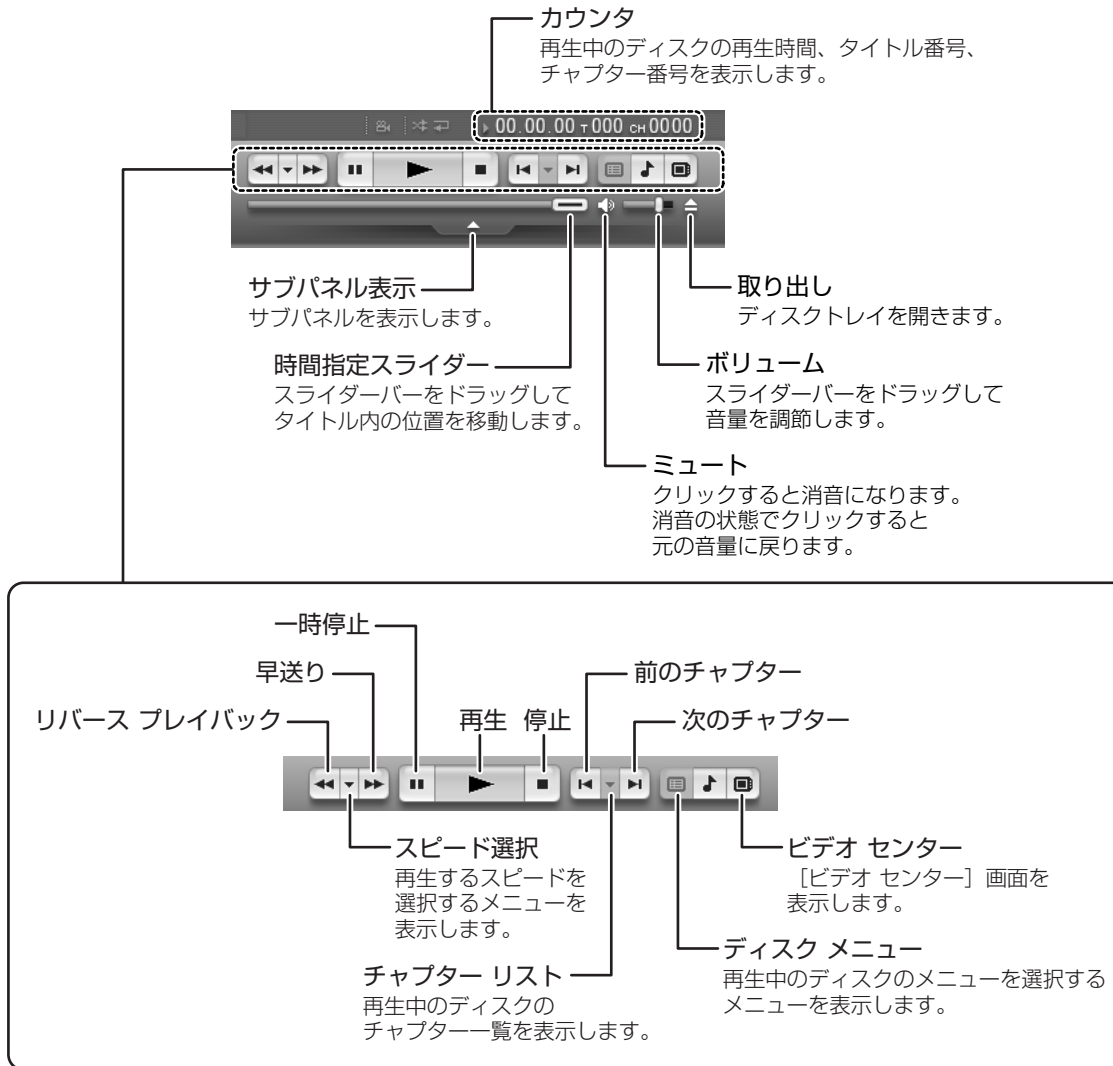 カウンタ
再生中のディスクの再生時間、タイトル番号、
チャプター番号を表示します。
00.00.00 T 000 CH 0000
サブパネル表示
サブパネルを表示します。
取り出し
ディスクトレイを開きます。
時間指定スライダー
スライダーバーをドラッグして
タイトル内の位置を移動します。
ボリューム
スライダーバーをドラッグして
音量を調節します。
ミュート
クリックすると消音になります。
消音の状態でクリックすると
元の音量に戻ります。
一時停止
早送り
リバース プレイバック
再生
停止
前のチャプター
次のチャプター
スピード選択
再生するスピードを
選択するメニューを
表示します。
ビデオ センター
［ビデオ センター］画面を
表示します。
チャプター リスト
再生中のディスクの
チャプター一覧を表示します。
ディスク メニュー
再生中のディスクのメニューを選択する
メニューを表示します。